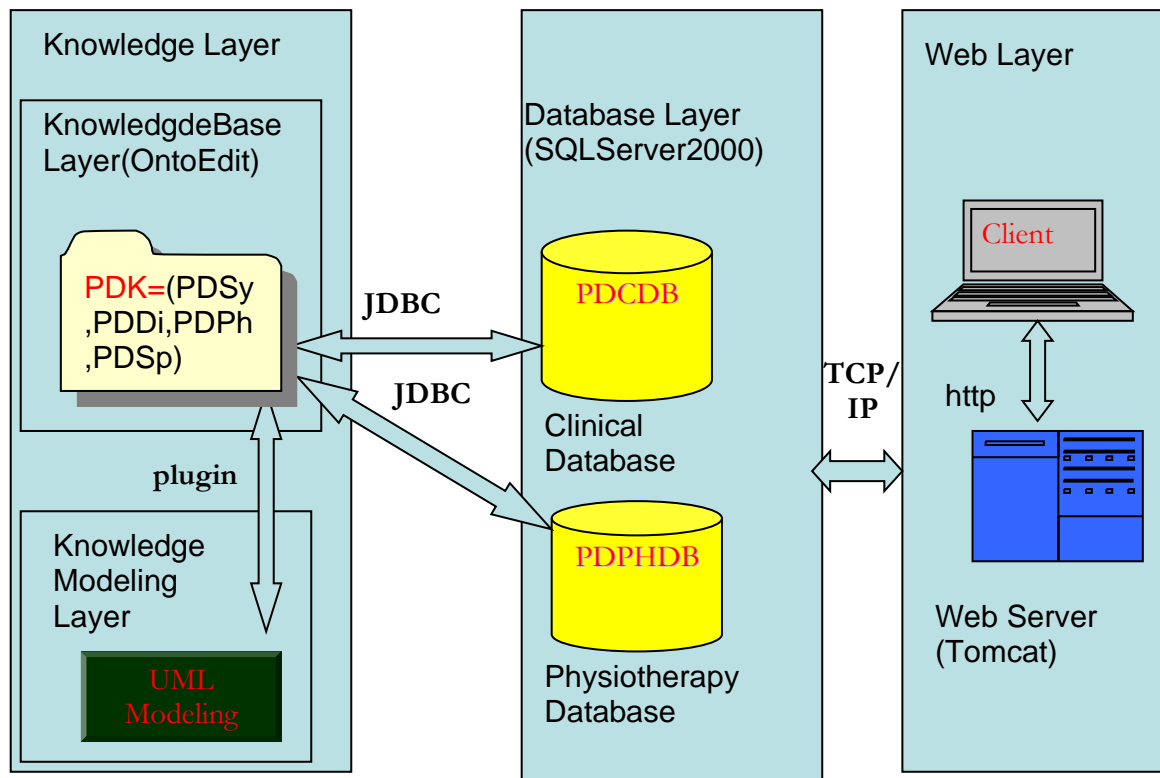 Knowledge Layer
KnowledgdeBase
Layer(OntoEdit)
PDK=(PDSy
,PDDi,PDPh
,PDSp)
plugin
Knowledge
Modeling
Layer
UML
Modeling
JDBC
JDBC
Database Layer
(SQLServer2000)
PDCDB
Clinical
Database
PDPHDB
Physiotherapy
Database
TCP/
IP
Web Layer
Client
http
Web Server
(Tomcat)